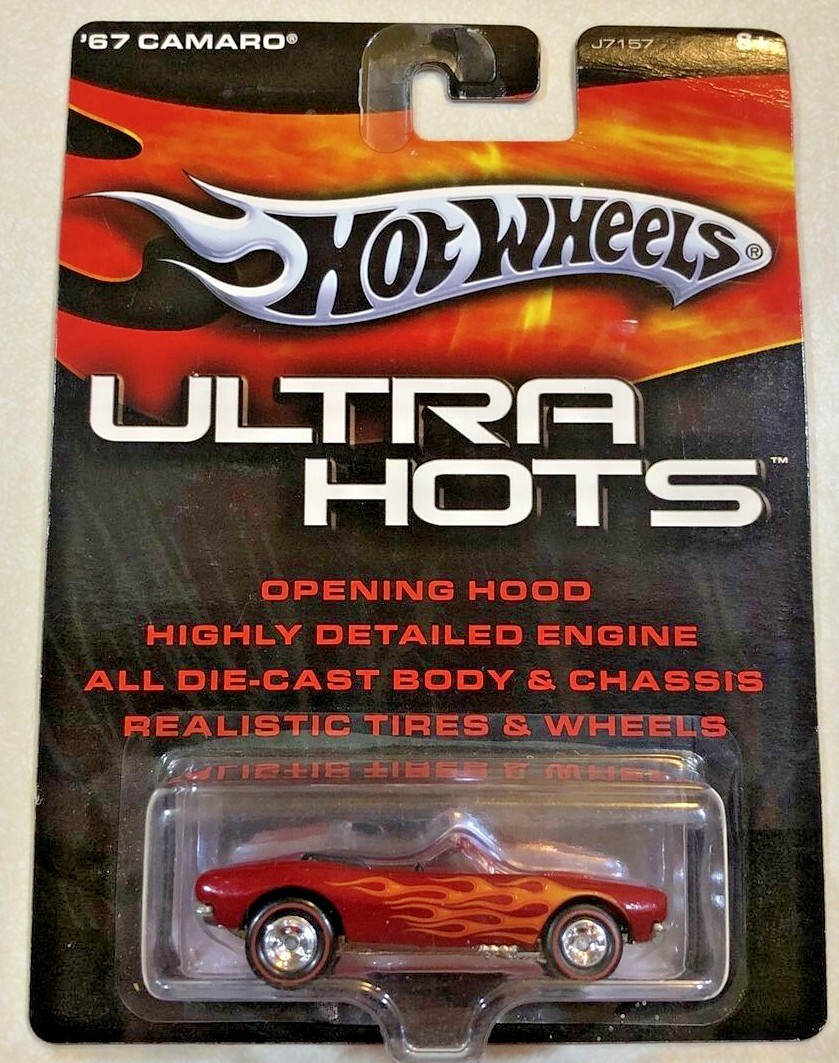 '67 CAMARO®
J7157
8+
HOT WHEELS®
ULTRA
HOTS™
OPENING HOOD
HIGHLY DETAILED ENGINE
ALL DIE-CAST BODY & CHASSIS
REALISTIC TIRES & WHEELS